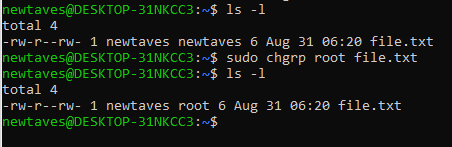 newtaves@DESKTOP-31NKCC3:~$ ls -l
total 4
-rw-r--rw- 1 newtaves newtaves 6 Aug 31 06:20 file.txt
newtaves@DESKTOP-31NKCC3:~$ sudo chgrp root file.txt
newtaves@DESKTOP-31NKCC3:~$ ls -l
total 4
-rw-r--rw- 1 newtaves root 6 Aug 31 06:20 file.txt
newtaves@DESKTOP-31NKCC3:~$